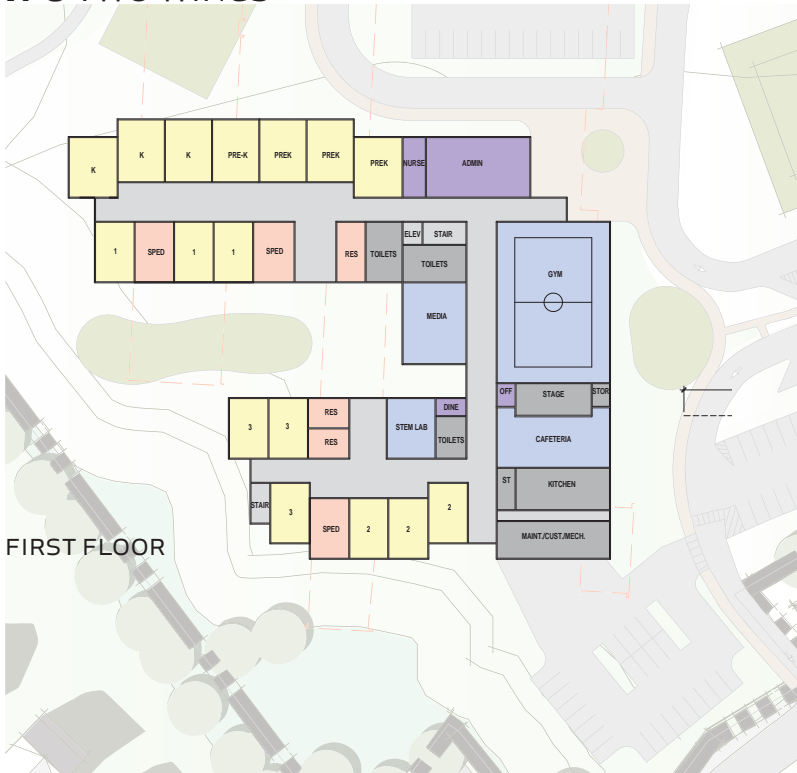 K K PRE-K PREK PREK
K PREK NURSE ADMIN
1 SPED 1 1 SPED RES TOILETS ELEV STAIR
TOILETS
GYM
MEDIA
OFF STAGE STOR
3 3 RES DINE
RES STEM LAB TOILETS CAFETERIA
STAIR 3 SPED 2 2 2 ST KITCHEN
MAINT./CUST./MECH.
FIRST FLOOR